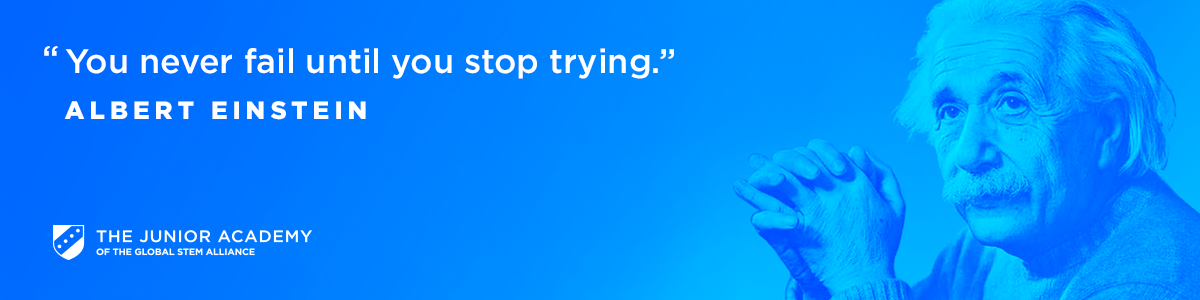 “ You never fail until you stop trying.”
ALBERT EINSTEIN
THE JUNIOR ACADEMY
OF THE GLOBAL STEM ALLIANCE